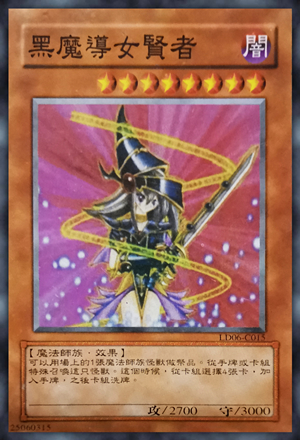 黑魔導女賢者
闇
LD06-C015
【魔法師族．效果】
可以用場上的1張魔法師族怪獸做祭品。從手牌或卡組
特殊召喚這只怪獸。這個時候，從卡組選擇4張卡，加
入手牌，之後卡組洗牌。
攻/2700 守/3000
25060315